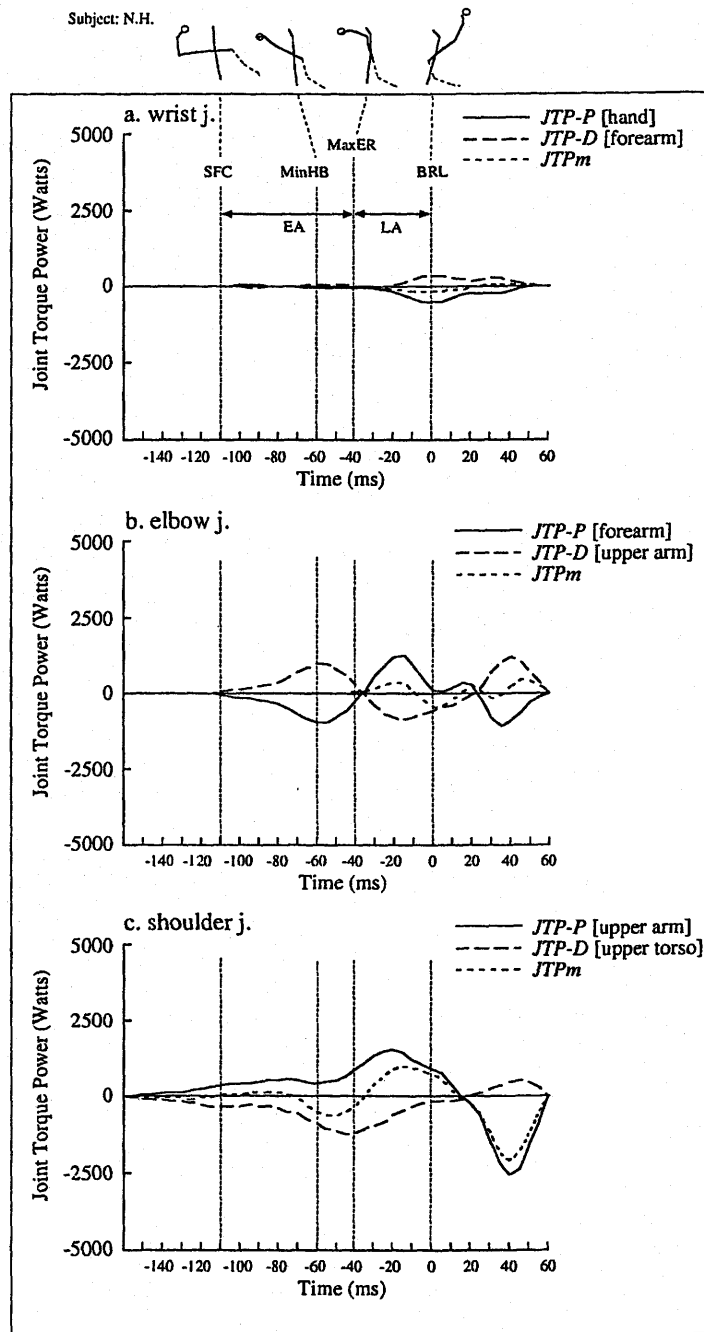 Subject: N.H.
a. wrist j.
JTP-P [hand]
JTP-D [forearm]
JTPm
5000
2500
0
-2500
-5000
Joint Torque Power (Watts)
SFC
MinHB
MaxER
BRL
EA
LA
-140 -120 -100 -80 -60 -40 -20 0 20 40 60
Time (ms)
b. elbow j.
JTP-P [forearm]
JTP-D [upper arm]
JTPm
5000
2500
0
-2500
-5000
Joint Torque Power (Watts)
-140 -120 -100 -80 -60 -40 -20 0 20 40 60
Time (ms)
c. shoulder j.
JTP-P [upper arm]
JTP-D [upper torso]
JTPm
5000
2500
0
-2500
-5000
Joint Torque Power (Watts)
-140 -120 -100 -80 -60 -40 -20 0 20 40 60
Time (ms)